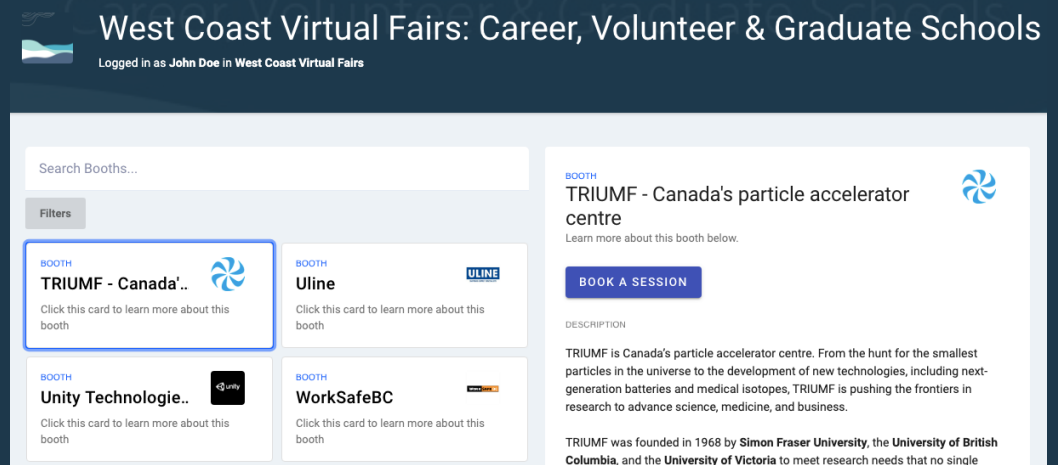 West Coast Virtual Fairs: Career, Volunteer & Graduate Schools
Logged in as John Doe in West Coast Virtual Fairs
Search Booths...
Filters
BOOTH
TRIUMF - Canada'..
Click this card to learn more about this
booth
BOOTH
Uline
ULINE
Click this card to learn more about this
booth
BOOTH
Unity Technologie..
unity
Click this card to learn more about this
booth
BOOTH
WorkSafeBC
Click this card to learn more about this
booth
BOOTH
TRIUMF - Canada's particle accelerator
centre
Learn more about this booth below.
BOOK A SESSION
DESCRIPTION
TRIUMF is Canada's particle accelerator centre. From the hunt for the smallest
particles in the universe to the development of new technologies, including next-
generation batteries and medical isotopes, TRIUMF is pushing the frontiers in
research to advance science, medicine, and business.
TRIUMF was founded in 1968 by Simon Fraser University, the University of British
Columbia, and the University of Victoria to meet research needs that no single